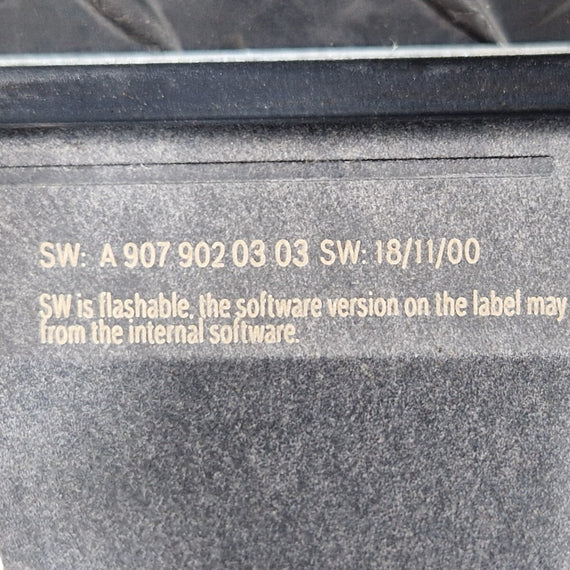 SW: A 907 902 03 03 SW: 18/11/00
SW is flashable, the software version on the label may
from the internal software.